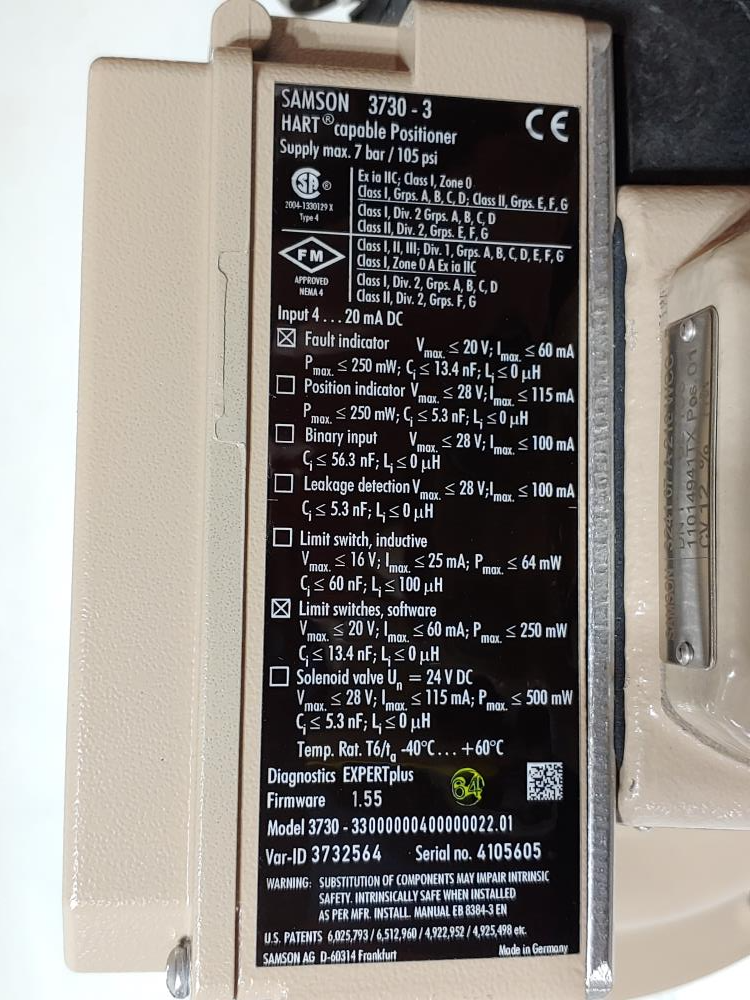 SAMSON 3730 - 3
HART® capable Positioner
Supply max. 7 bar / 105 psi
CE
SA ®
2004-1330129 X
Type 4
Ex ia IIC; Class I, Zone 0
Class I, Grps. A, B, C, D; Class II, Grps. E, F, G
Class I, Div. 2 Grps. A, B, C, D
Class II, Div. 2, Grps. E, F, G
FM
APPROVED
NEMA 4
Class I, II, III; Div. 1, Grps. A, B, C, D, E, F, G
Class I, Zone 0 A Ex ia IIC
Class I, Div. 2, Grps. A, B, C, D
Class II, Div. 2, Grps. F, G
Input 4 . . . 20 mA DC
☒ Fault indicator Vmax. ≤ 20 V; Imax. ≤ 60 mA
Pmax. ≤ 250 mW; Ci ≤ 13.4 nF; Li ≤ 0 µH
☐ Position indicator Vmax. ≤ 28 V; Imax. ≤ 115 mA
Pmax. ≤ 250 mW; Ci ≤ 5.3 nF; Li ≤ 0 µH
☐ Binary input Vmax. ≤ 28 V; Imax. ≤ 100 mA
Ci ≤ 56.3 nF; Li ≤ 0 µH
☐ Leakage detection Vmax. ≤ 28 V; Imax. ≤ 100 mA
Ci ≤ 5.3 nF; Li ≤ 0 µH
☐ Limit switch, inductive
Vmax. ≤ 16 V; Imax. ≤ 25 mA; Pmax. ≤ 64 mW
Ci ≤ 60 nF; Li ≤ 100 µH
☒ Limit switches, software
Vmax. ≤ 20 V; Imax. ≤ 60 mA; Pmax. ≤ 250 mW
Ci ≤ 13.4 nF; Li ≤ 0 µH
☐ Solenoid valve Un = 24 V DC
Vmax. ≤ 28 V; Imax. ≤ 115 mA; Pmax. ≤ 500 mW
Ci ≤ 5.3 nF; Li ≤ 0 µH
Temp. Rat. T6/ta -40°C . . . +60°C
Diagnostics EXPERTplus
64
Firmware 1.55
Model 3730 - 33000000400000022.01
Var-ID 3732564 Serial no. 4105605
WARNING: SUBSTITUTION OF COMPONENTS MAY IMPAIR INTRINSIC
SAFETY. INTRINSICALLY SAFE WHEN INSTALLED
AS PER MFR. INSTALL. MANUAL EB 8384-3 EN
U.S. PATENTS 6,025,793 / 6,512,960 / 4,922,952 / 4,925,498 etc.
SAMSON AG D-60314 Frankfurt Made in Germany
SAMSON
DN 1
11014941TX Pos 01
CV 12 %